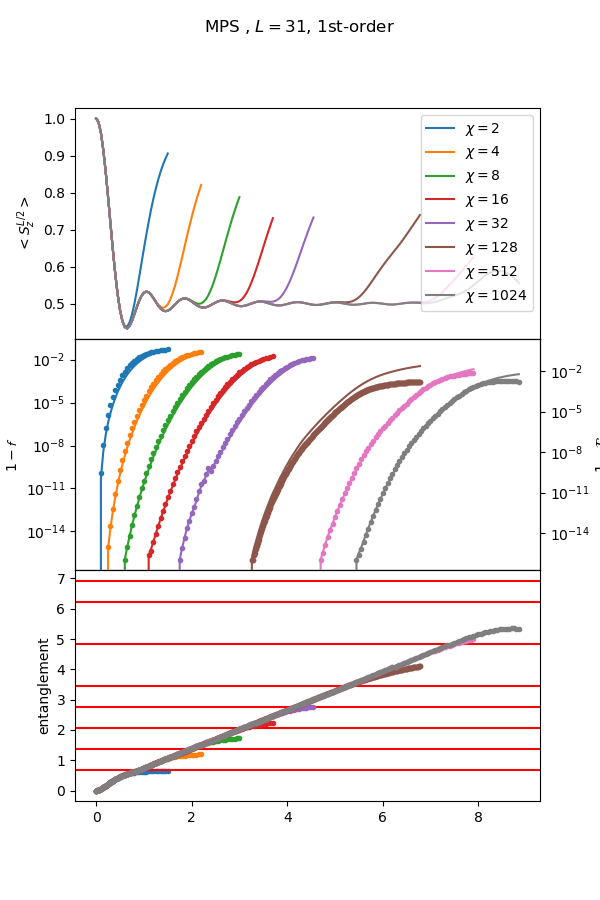 MPS , $L = 31$, 1st-order
1.0
0.9
0.8
0.7
0.6
0.5
< S_z^{L/2} >
χ = 2
χ = 4
χ = 8
χ = 16
χ = 32
χ = 128
χ = 512
χ = 1024
10^{-2}
10^{-5}
10^{-8}
10^{-11}
10^{-14}
1 − f
10^{-2}
10^{-5}
10^{-8}
10^{-11}
10^{-14}
7
6
5
4
3
2
1
0
entanglement
0 2 4 6 8